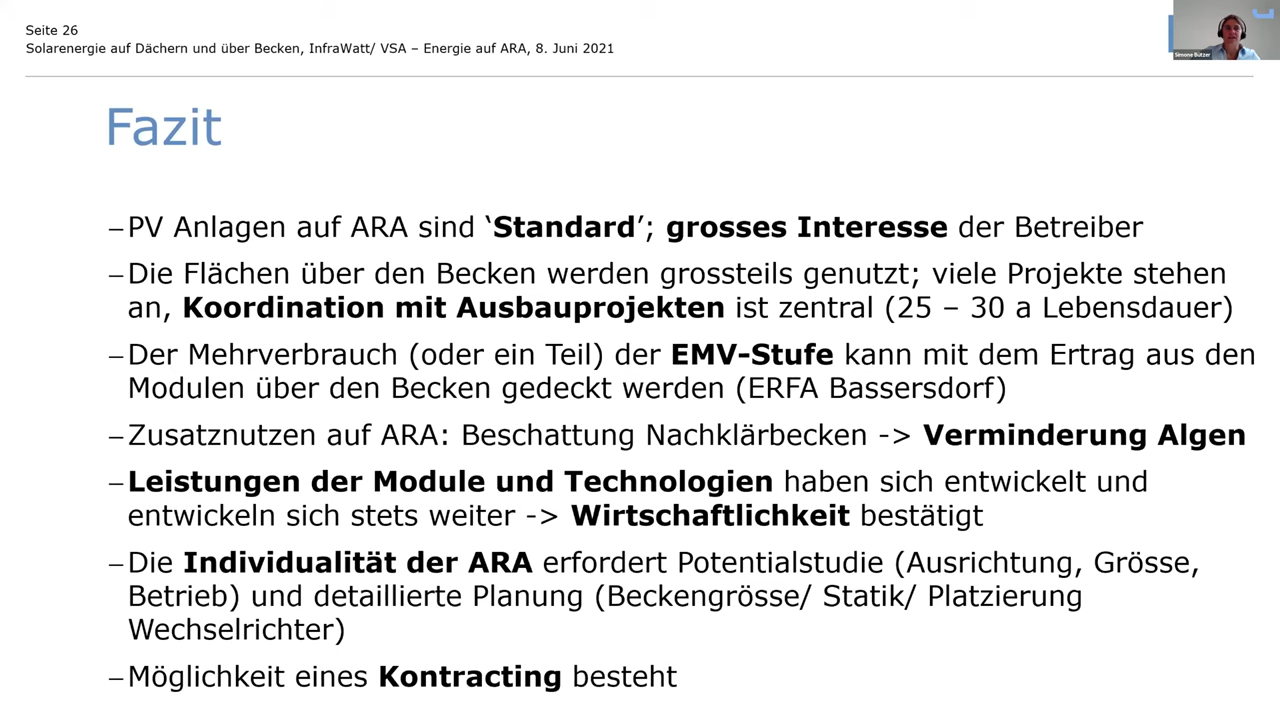 Seite 26
Solarenergie auf Dächern und über Becken, InfraWatt/ VSA – Energie auf ARA, 8. Juni 2021
Simone Bützer
Fazit
–PV Anlagen auf ARA sind ‘Standard’; grosses Interesse der Betreiber
–Die Flächen über den Becken werden grossteils genutzt; viele Projekte stehen
an, Koordination mit Ausbauprojekten ist zentral (25 – 30 a Lebensdauer)
–Der Mehrverbrauch (oder ein Teil) der EMV-Stufe kann mit dem Ertrag aus den
Modulen über den Becken gedeckt werden (ERFA Bassersdorf)
–Zusatznutzen auf ARA: Beschattung Nachklärbecken -> Verminderung Algen
–Leistungen der Module und Technologien haben sich entwickelt und
entwickeln sich stets weiter -> Wirtschaftlichkeit bestätigt
–Die Individualität der ARA erfordert Potentialstudie (Ausrichtung, Grösse,
Betrieb) und detaillierte Planung (Beckengrösse/ Statik/ Platzierung
Wechselrichter)
–Möglichkeit eines Kontracting besteht